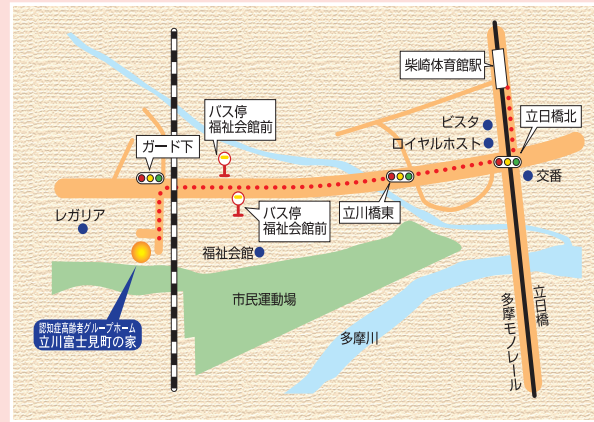 柴崎体育館駅
バス停
福祉会館前
ビスタ
立日橋北
ロイヤルホスト
ガード下
交番
レガリア
バス停
福祉会館前
立川橋東
福祉会館
市民運動場
立日橋
多摩モノレール
認知症高齢者グループホーム
立川富士見町の家
多摩川